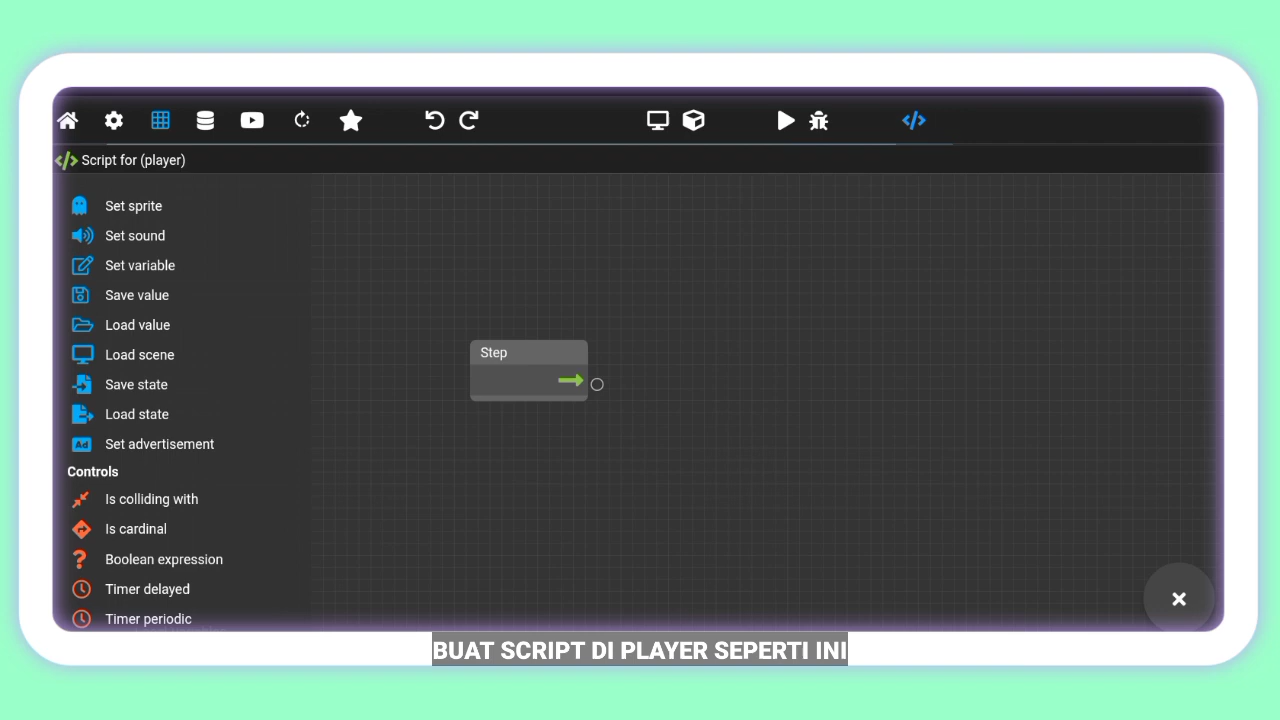 Script for (player)
Set sprite
Set sound
Set variable
Save value
Load value
Load scene
Save state
Load state
Ad Set advertisement
Controls
Is colliding with
Is cardinal
Boolean expression
Timer delayed
Timer periodic
Step
BUAT SCRIPT DI PLAYER SEPERTI INI